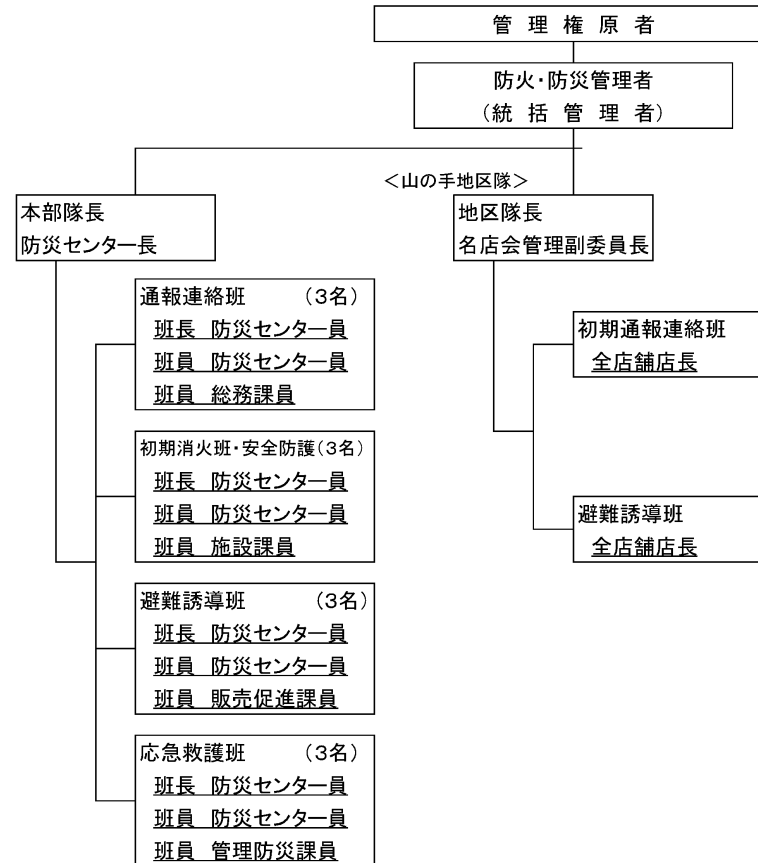 管理権原者
防火・防災管理者
(統括管理者)
＜山の手地区隊＞
本部隊長
防災センター長
地区隊長
名店会管理副委員長
通報連絡班 (3名)
班長 防災センター員
班員 防災センター員
班員 総務課員
初期消火班・安全防護(3名)
班長 防災センター員
班員 防災センター員
班員 施設課員
避難誘導班 (3名)
班長 防災センター員
班員 防災センター員
班員 販売促進課員
応急救護班 (3名)
班長 防災センター員
班員 防災センター員
班員 管理防災課員
初期通報連絡班
全店舗店長
避難誘導班
全店舗店長